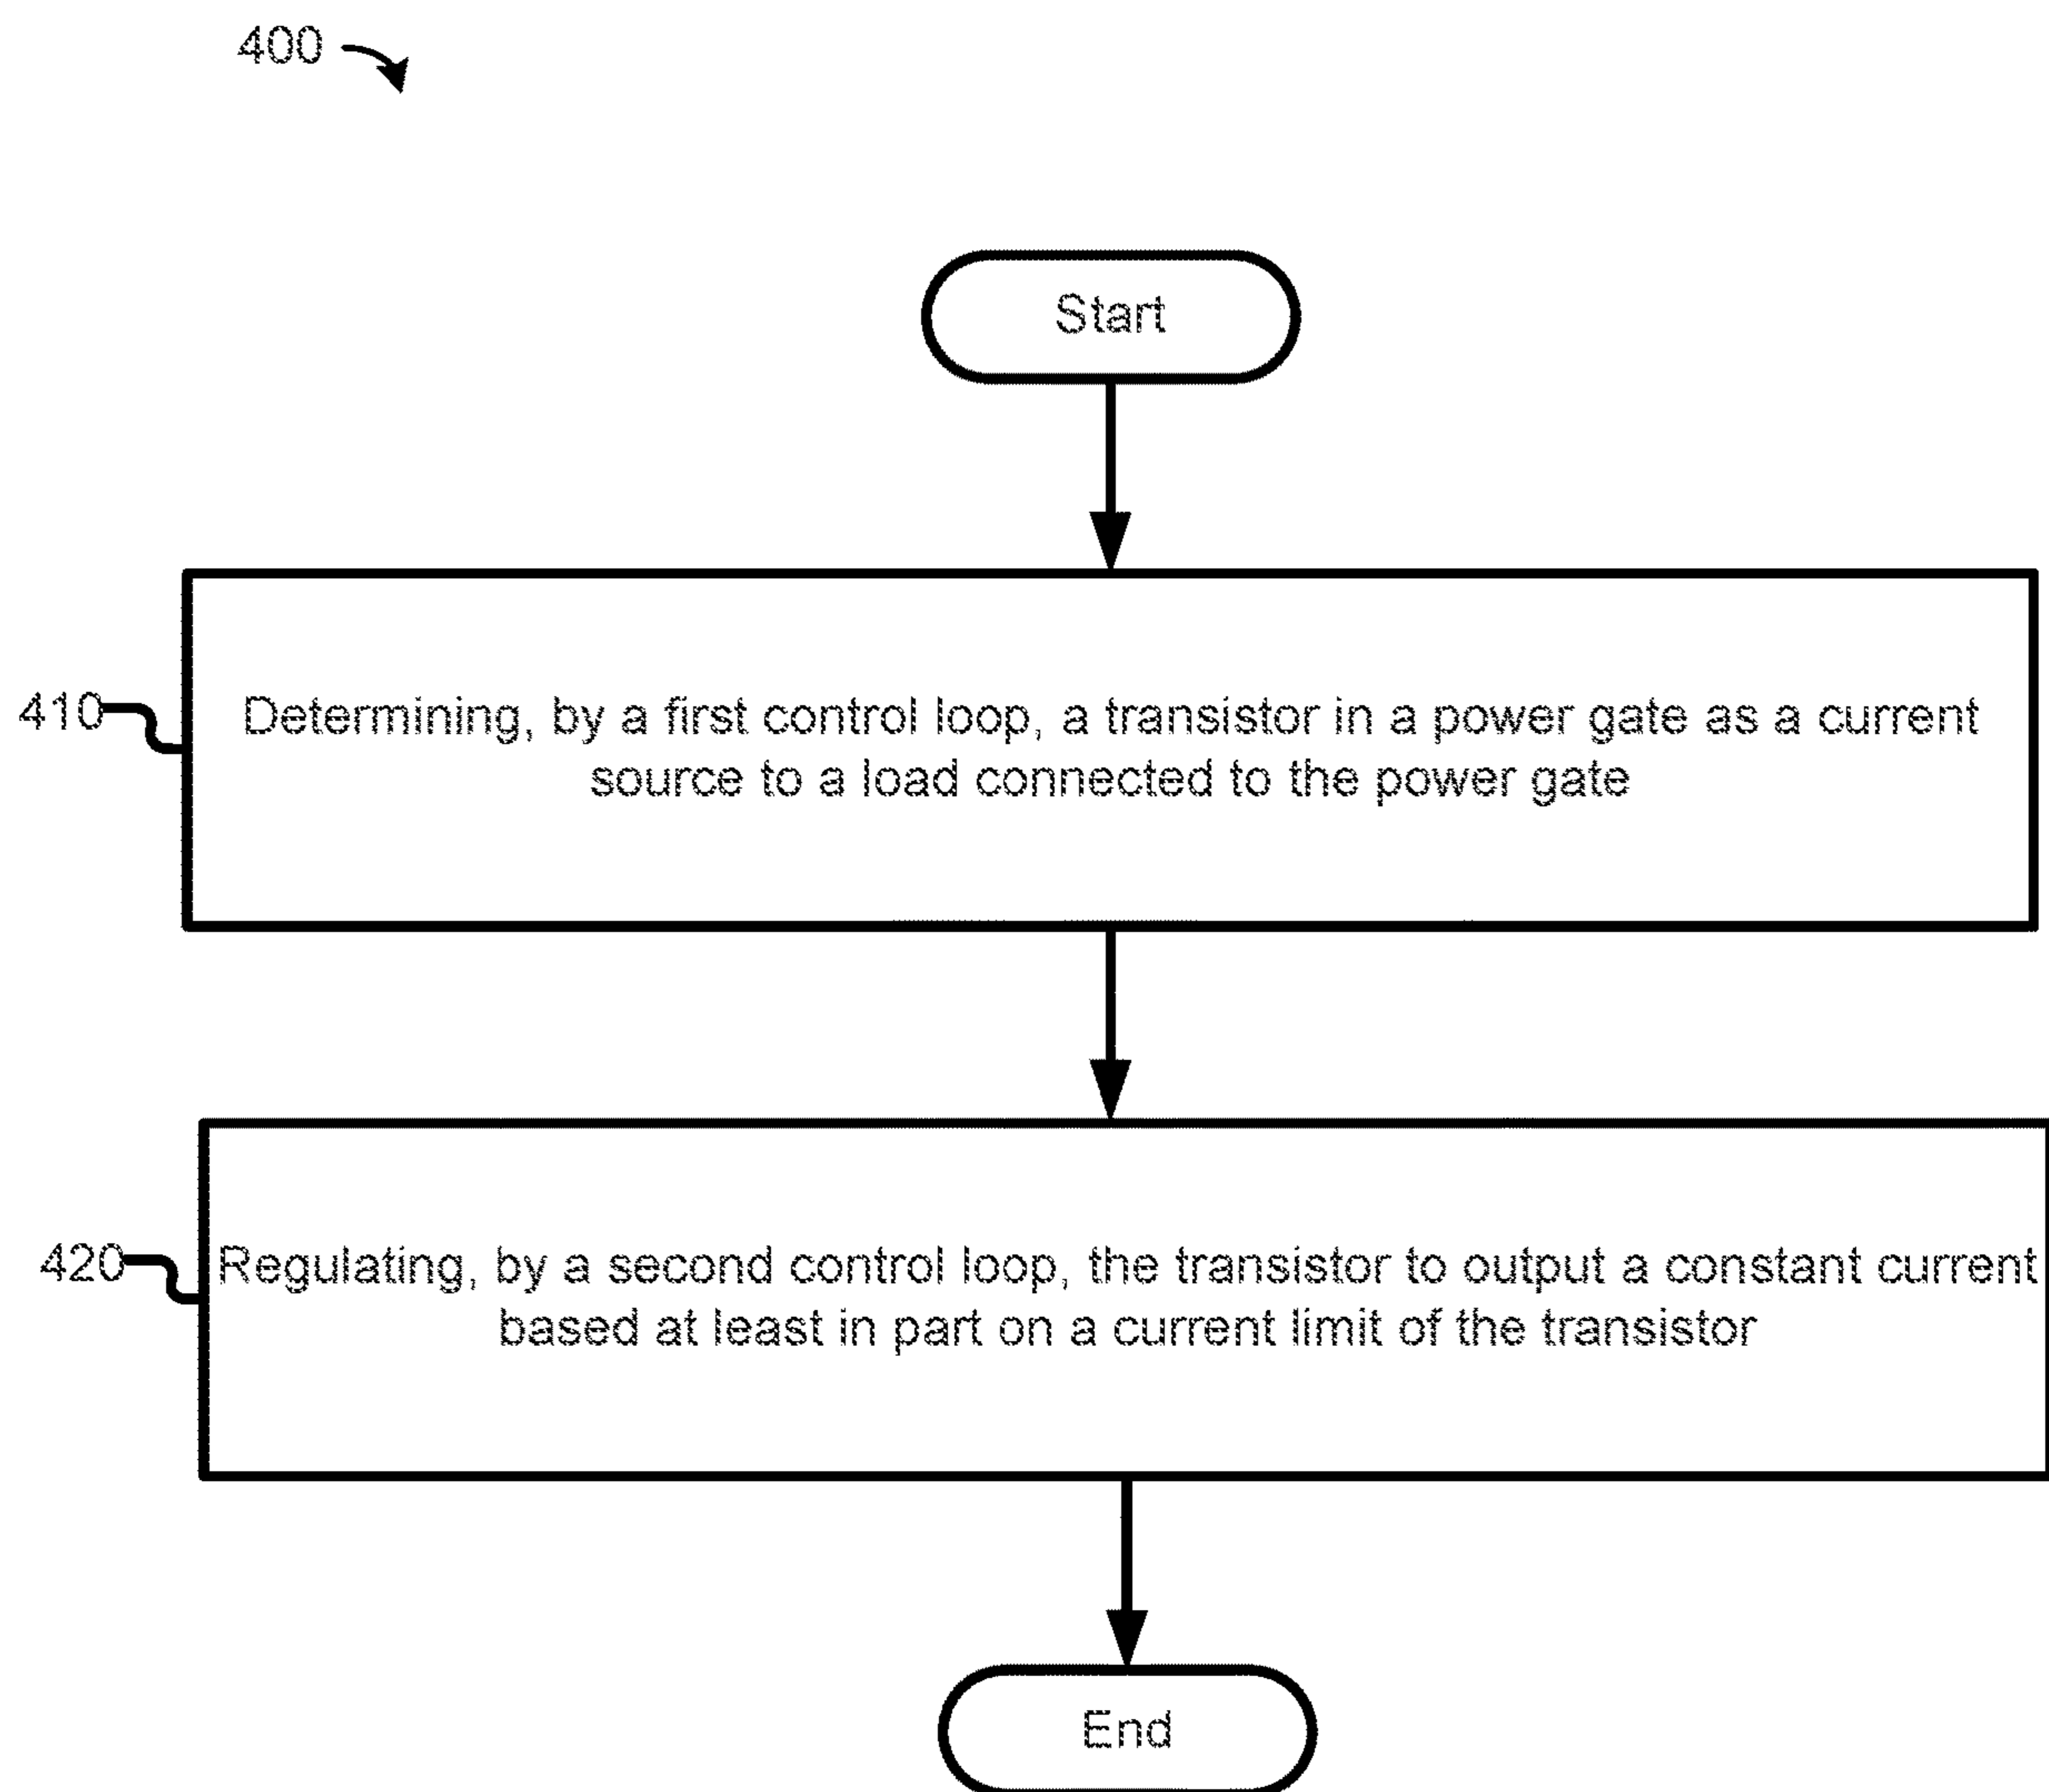 400
Start
410
Determining, by a first control loop, a transistor in a power gate as a current
source to a load connected to the power gate
420
Regulating, by a second control loop, the transistor to output a constant current
based at least in part on a current limit of the transistor
End